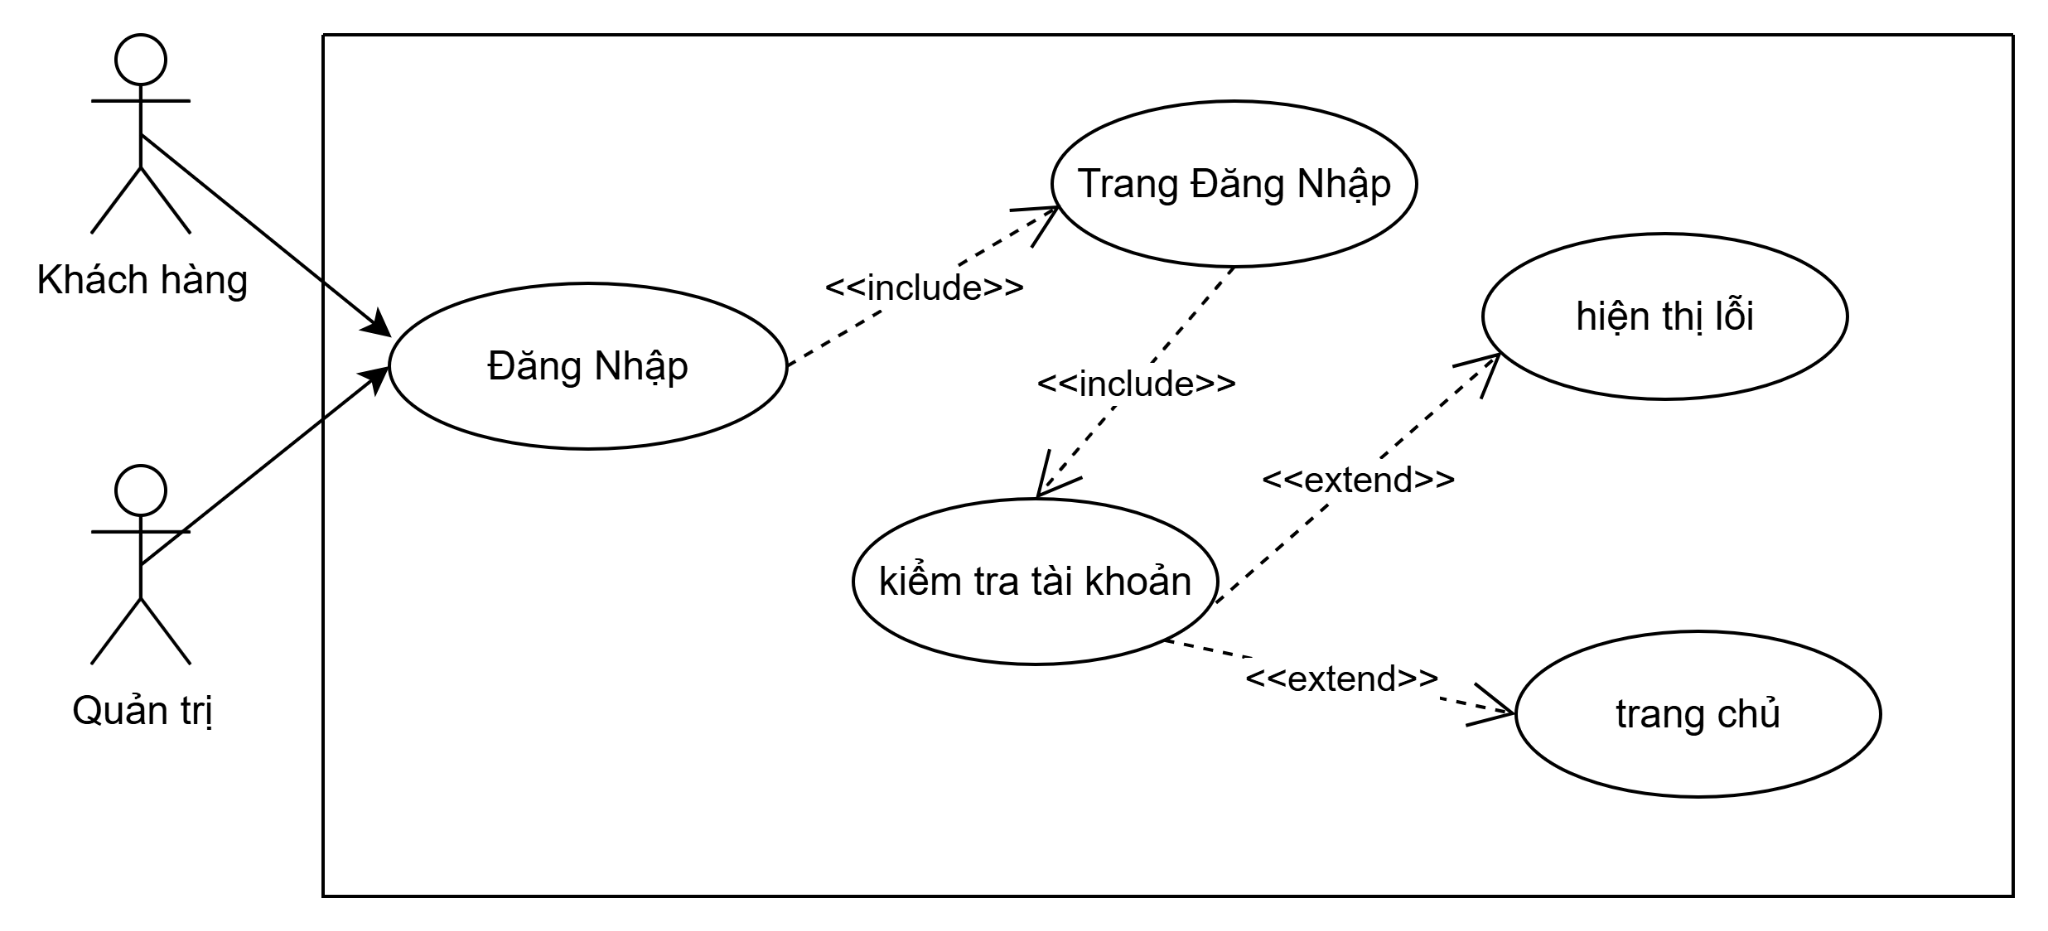 Khách hàng
Quản trị
Đăng Nhập
<<include>>
Trang Đăng Nhập
<<include>>
kiểm tra tài khoản
<<extend>>
hiện thị lỗi
<<extend>>
trang chủ